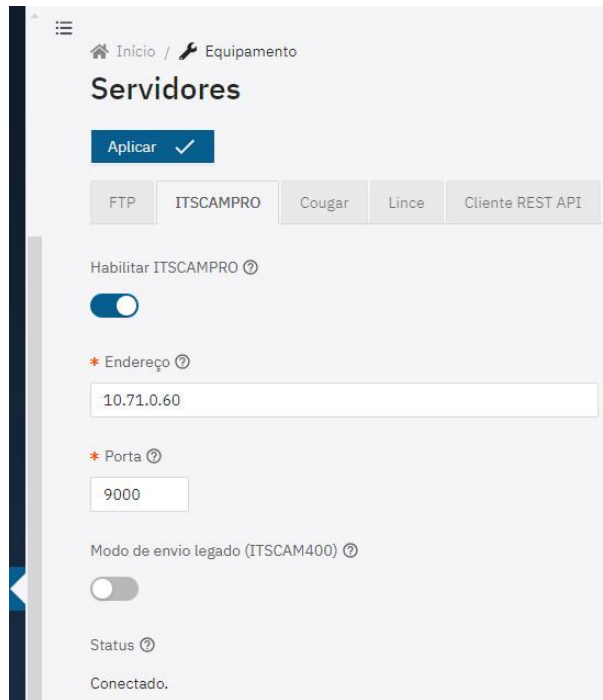 Início / Equipamento
Servidores
Aplicar
FTP ITSCAMPRO Cougar Lince Cliente REST API
Habilitar ITSCAMPRO
* Endereço
10.71.0.60
* Porta
9000
Modo de envio legado (ITSCAM400)
Status
Conectado.